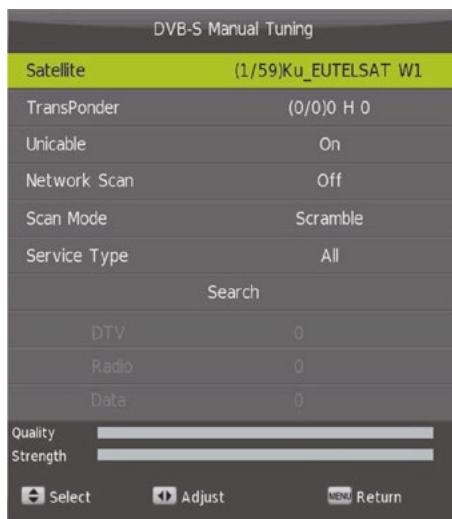 DVB-S Manual Tuning
Satellite (1/59)Ku_EUTELSAT W1
TransPonder (0/0)0 H 0
Unicable On
Network Scan Off
Scan Mode Scramble
Service Type All
Search
DTV 0
Radio 0
Data 0
Quality
Strength
Select Adjust MENU Return